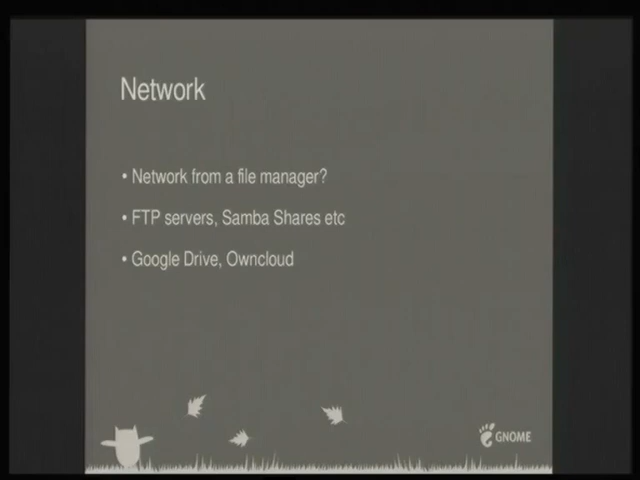 Network
• Network from a file manager?
• FTP servers, Samba Shares etc
• Google Drive, Owncloud
GNOME